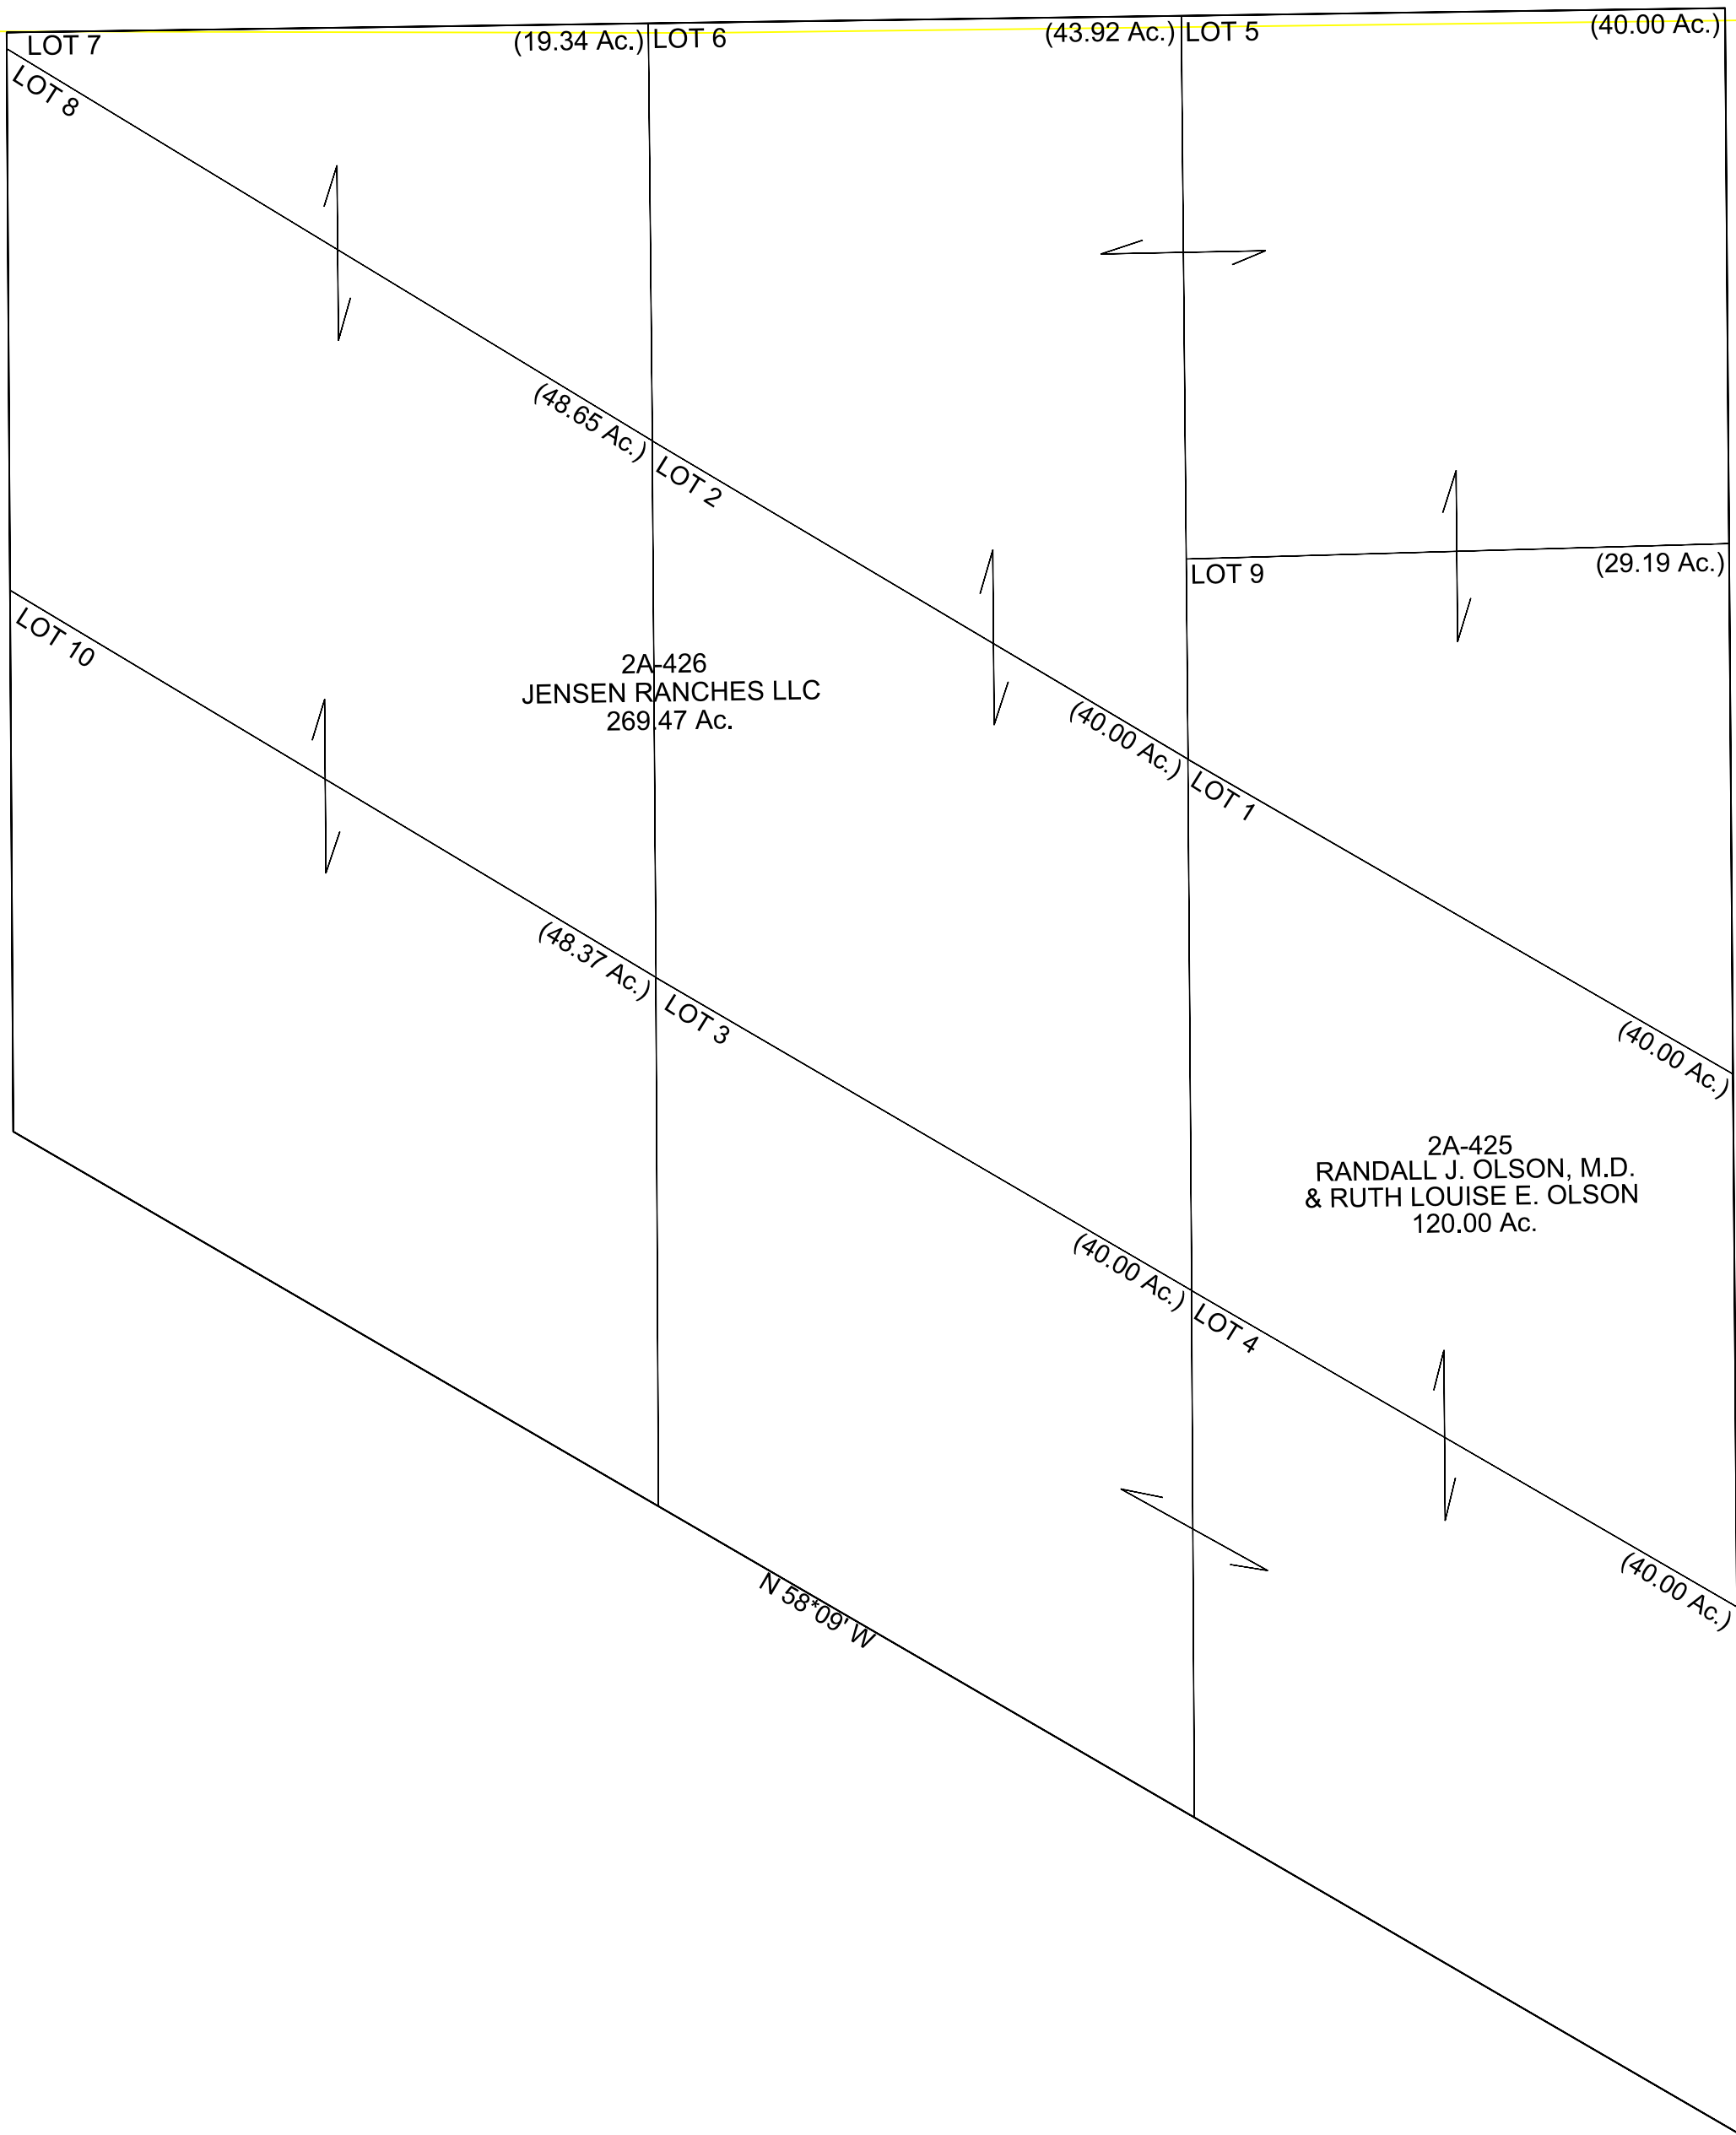 LOT 7
(19.34 Ac.)
LOT 6
(43.92 Ac.)
LOT 5
(40.00 Ac.)
LOT 8
(48.65 Ac.)
LOT 2
LOT 9
(29.19 Ac.)
LOT 10
2A-426
JENSEN RANCHES LLC
269.47 Ac.
(40.00 Ac.)
LOT 1
(48.37 Ac.)
LOT 3
(40.00 Ac.)
2A-425
RANDALL J. OLSON, M.D.
& RUTH LOUISE E. OLSON
120.00 Ac.
(40.00 Ac.)
LOT 4
(40.00 Ac.)
N 58*09' W